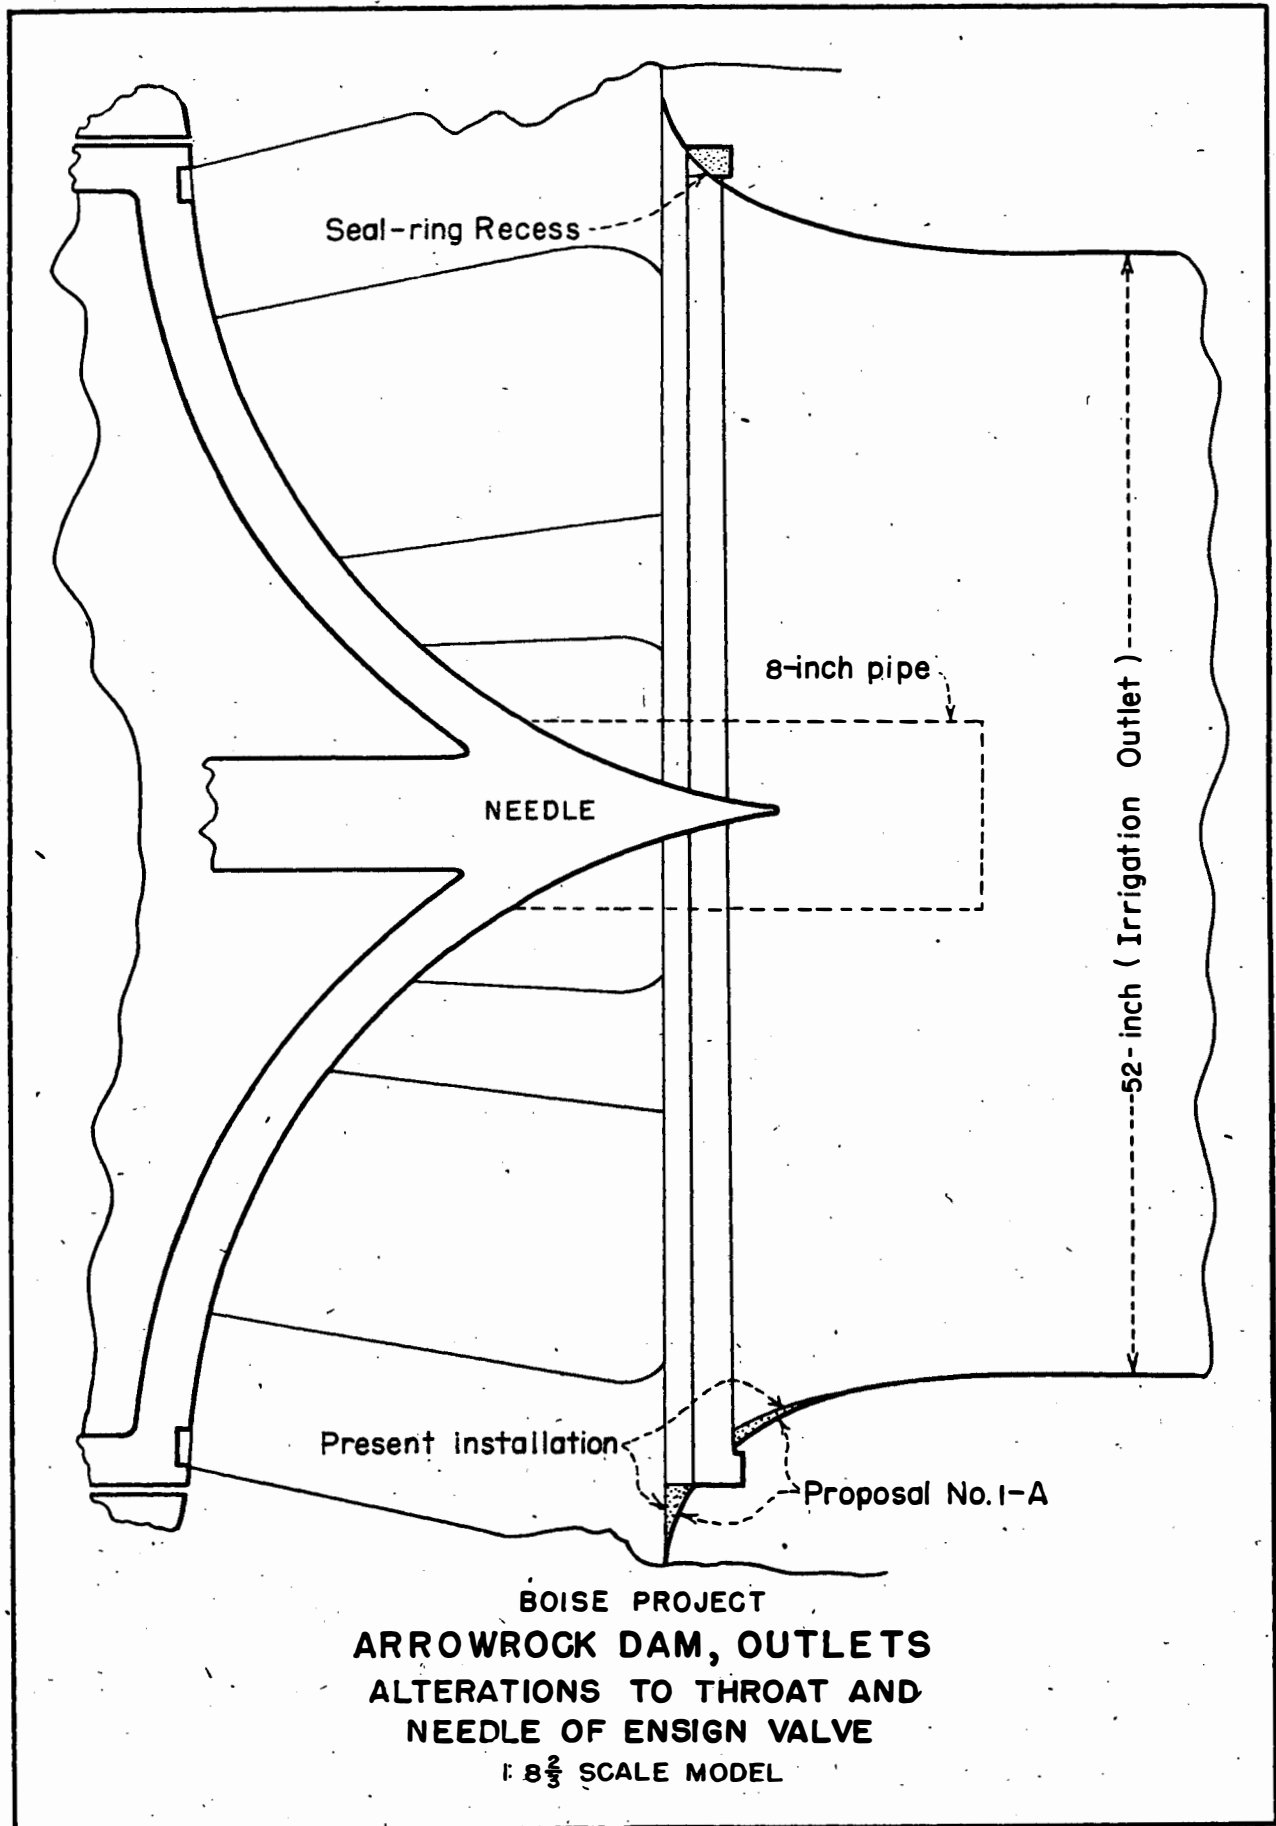 Seal-ring Recess
8-inch pipe
NEEDLE
52-inch (Irrigation Outlet)
Present installation
Proposal No. 1-A
BOISE PROJECT
ARROWROCK DAM, OUTLETS
ALTERATIONS TO THROAT AND
NEEDLE OF ENSIGN VALVE
1:8⅔ SCALE MODEL